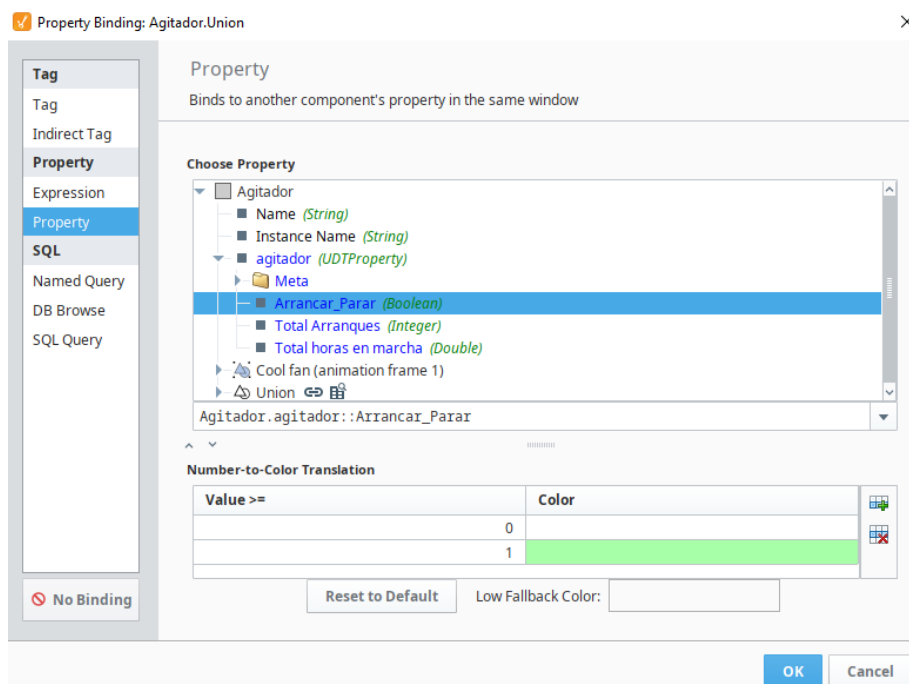 Property Binding: Agitador.Union
Tag
Tag
Indirect Tag
Property
Expression
Property
SQL
Named Query
DB Browse
SQL Query
No Binding
Property
Binds to another component's property in the same window
Choose Property
Agitador
Name (String)
Instance Name (String)
agitador (UDTProperty)
Meta
Arrancar_Parar (Boolean)
Total Arranques (Integer)
Total horas en marcha (Double)
Cool fan (animation frame 1)
Union
Agitador.agitador::Arrancar_Parar
Number-to-Color Translation
Value >= Color
0
1
Reset to Default Low Fallback Color:
OK Cancel